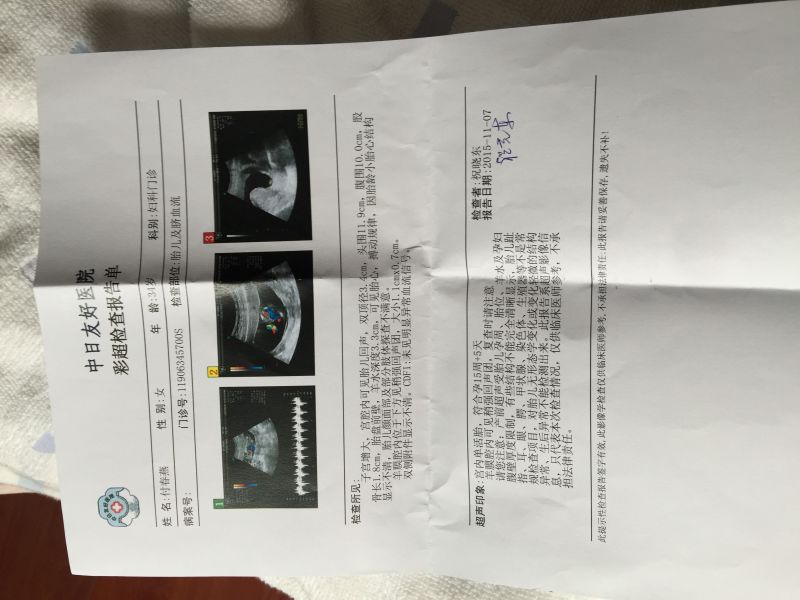 中日友好医院
彩超检查报告单
姓 名:付春燕 性 别:女 年 龄:34岁 科别:妇科门诊
病案号: 门诊号:11906345700S 检查部位:胎儿及脐血流
1 2 3
检查所见:
子宫增大，宫腔内可见胎儿回声，双顶径3.4cm，头围11.9cm，腹围10.0cm，股
骨长1.8cm，胎盘前壁，羊水深度3.3cm，可见胎心，搏动规律，因胎龄小胎心结构
显示不清，胎儿颜面部及部分肢体探查不满意。
羊膜腔内位于下方见稍强回声团，大小1.1cmx0.7cm。
双侧附件显示不清。CDFI:未见明显异常血流信号。
超声印象:宫内单活胎，符合孕15周+5天
羊膜腔内可见稍强回声团，复查时请注意
请您注意：产前超声受胎儿孕周、胎位、羊水及孕妇
腹壁厚度限制，有些结构不能完全清晰显示，胎儿趾
指、耳、眼、腭、甲状腺、染色体、生殖器等不是常
规检查项目，对胎儿无形态学变化或变化轻微的结构
异常、生后异常不能检测出来。此报告系超声影像信
息，只代表本次检查情况，仅供临床医师参考，不承
担法律责任。
检查者:祝晓东
报告日期:2015-11-07
此提示性检查报告签字有效,此影像学检查仅供临床医师参考,不承担法律责任:此报告请妥善保存,遗失不补!